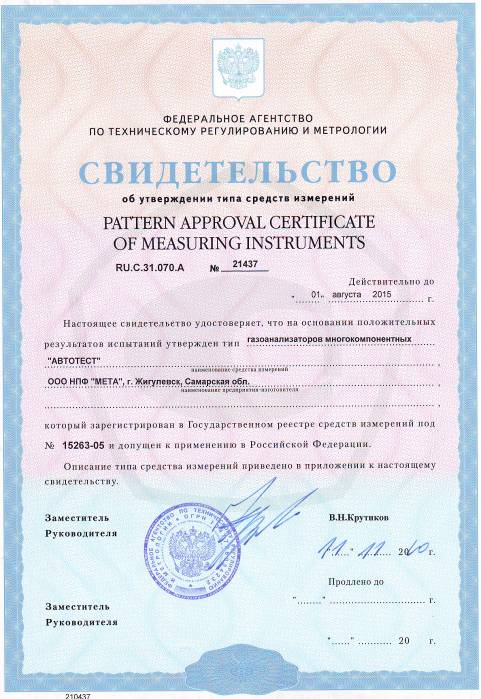 ФЕДЕРАЛЬНОЕ АГЕНТСТВО
ПО ТЕХНИЧЕСКОМУ РЕГУЛИРОВАНИЮ И МЕТРОЛОГИИ
СВИДЕТЕЛЬСТВО
об утверждении типа средств измерений
PATTERN APPROVAL CERTIFICATE
OF MEASURING INSTRUMENTS
RU.C.31.070.A № 21437
Действительно до
" 01 " августа 2015 г.
Настоящее свидетельство удостоверяет, что на основании положительных
результатов испытаний утвержден тип газоанализаторов многокомпонентных
"АВТОТЕСТ" ,
наименование средства измерений
ООО НПФ "МЕТА", г. Жигулевск, Самарская обл.
наименование предприятия-изготовителя
,
который зарегистрирован в Государственном реестре средств измерений под
№ 15263-05 и допущен к применению в Российской Федерации.
Описание типа средства измерений приведено в приложении к настоящему
свидетельству.
Заместитель
Руководителя
В.Н.Крутиков
11 " 11 2010 г.
Продлено до
"........" .................... г.
Заместитель
Руководителя
"......" ........... 20 г.
210437